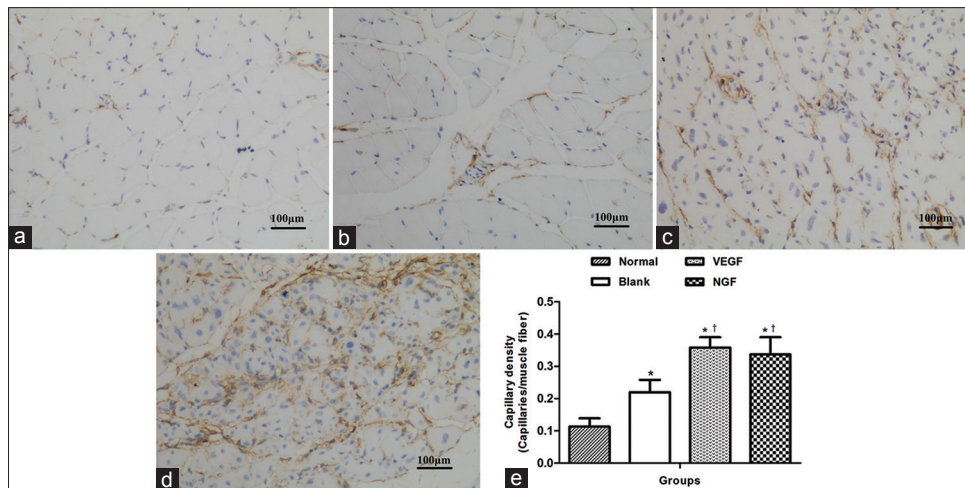 100μm
a
100μm
b
100μm
c
100μm
d
Normal VEGF
Blank NGF
Capillary density
(Capillaries/muscle fiber)
0.5
0.4
0.3
0.2
0.1
0.0
* *† *†
Groups
e